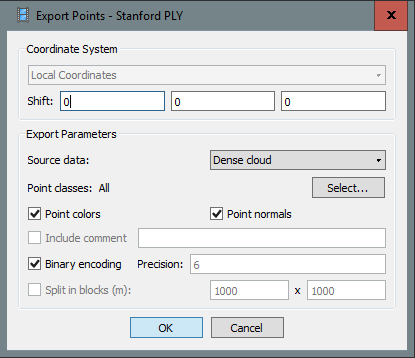 Export Points - Stanford PLY
Coordinate System
Local Coordinates
Shift: 0 0 0
Export Parameters
Source data: Dense cloud
Point classes: All Select...
Point colors Point normals
Include comment
Binary encoding Precision: 6
Split in blocks (m): 1000 x 1000
OK Cancel